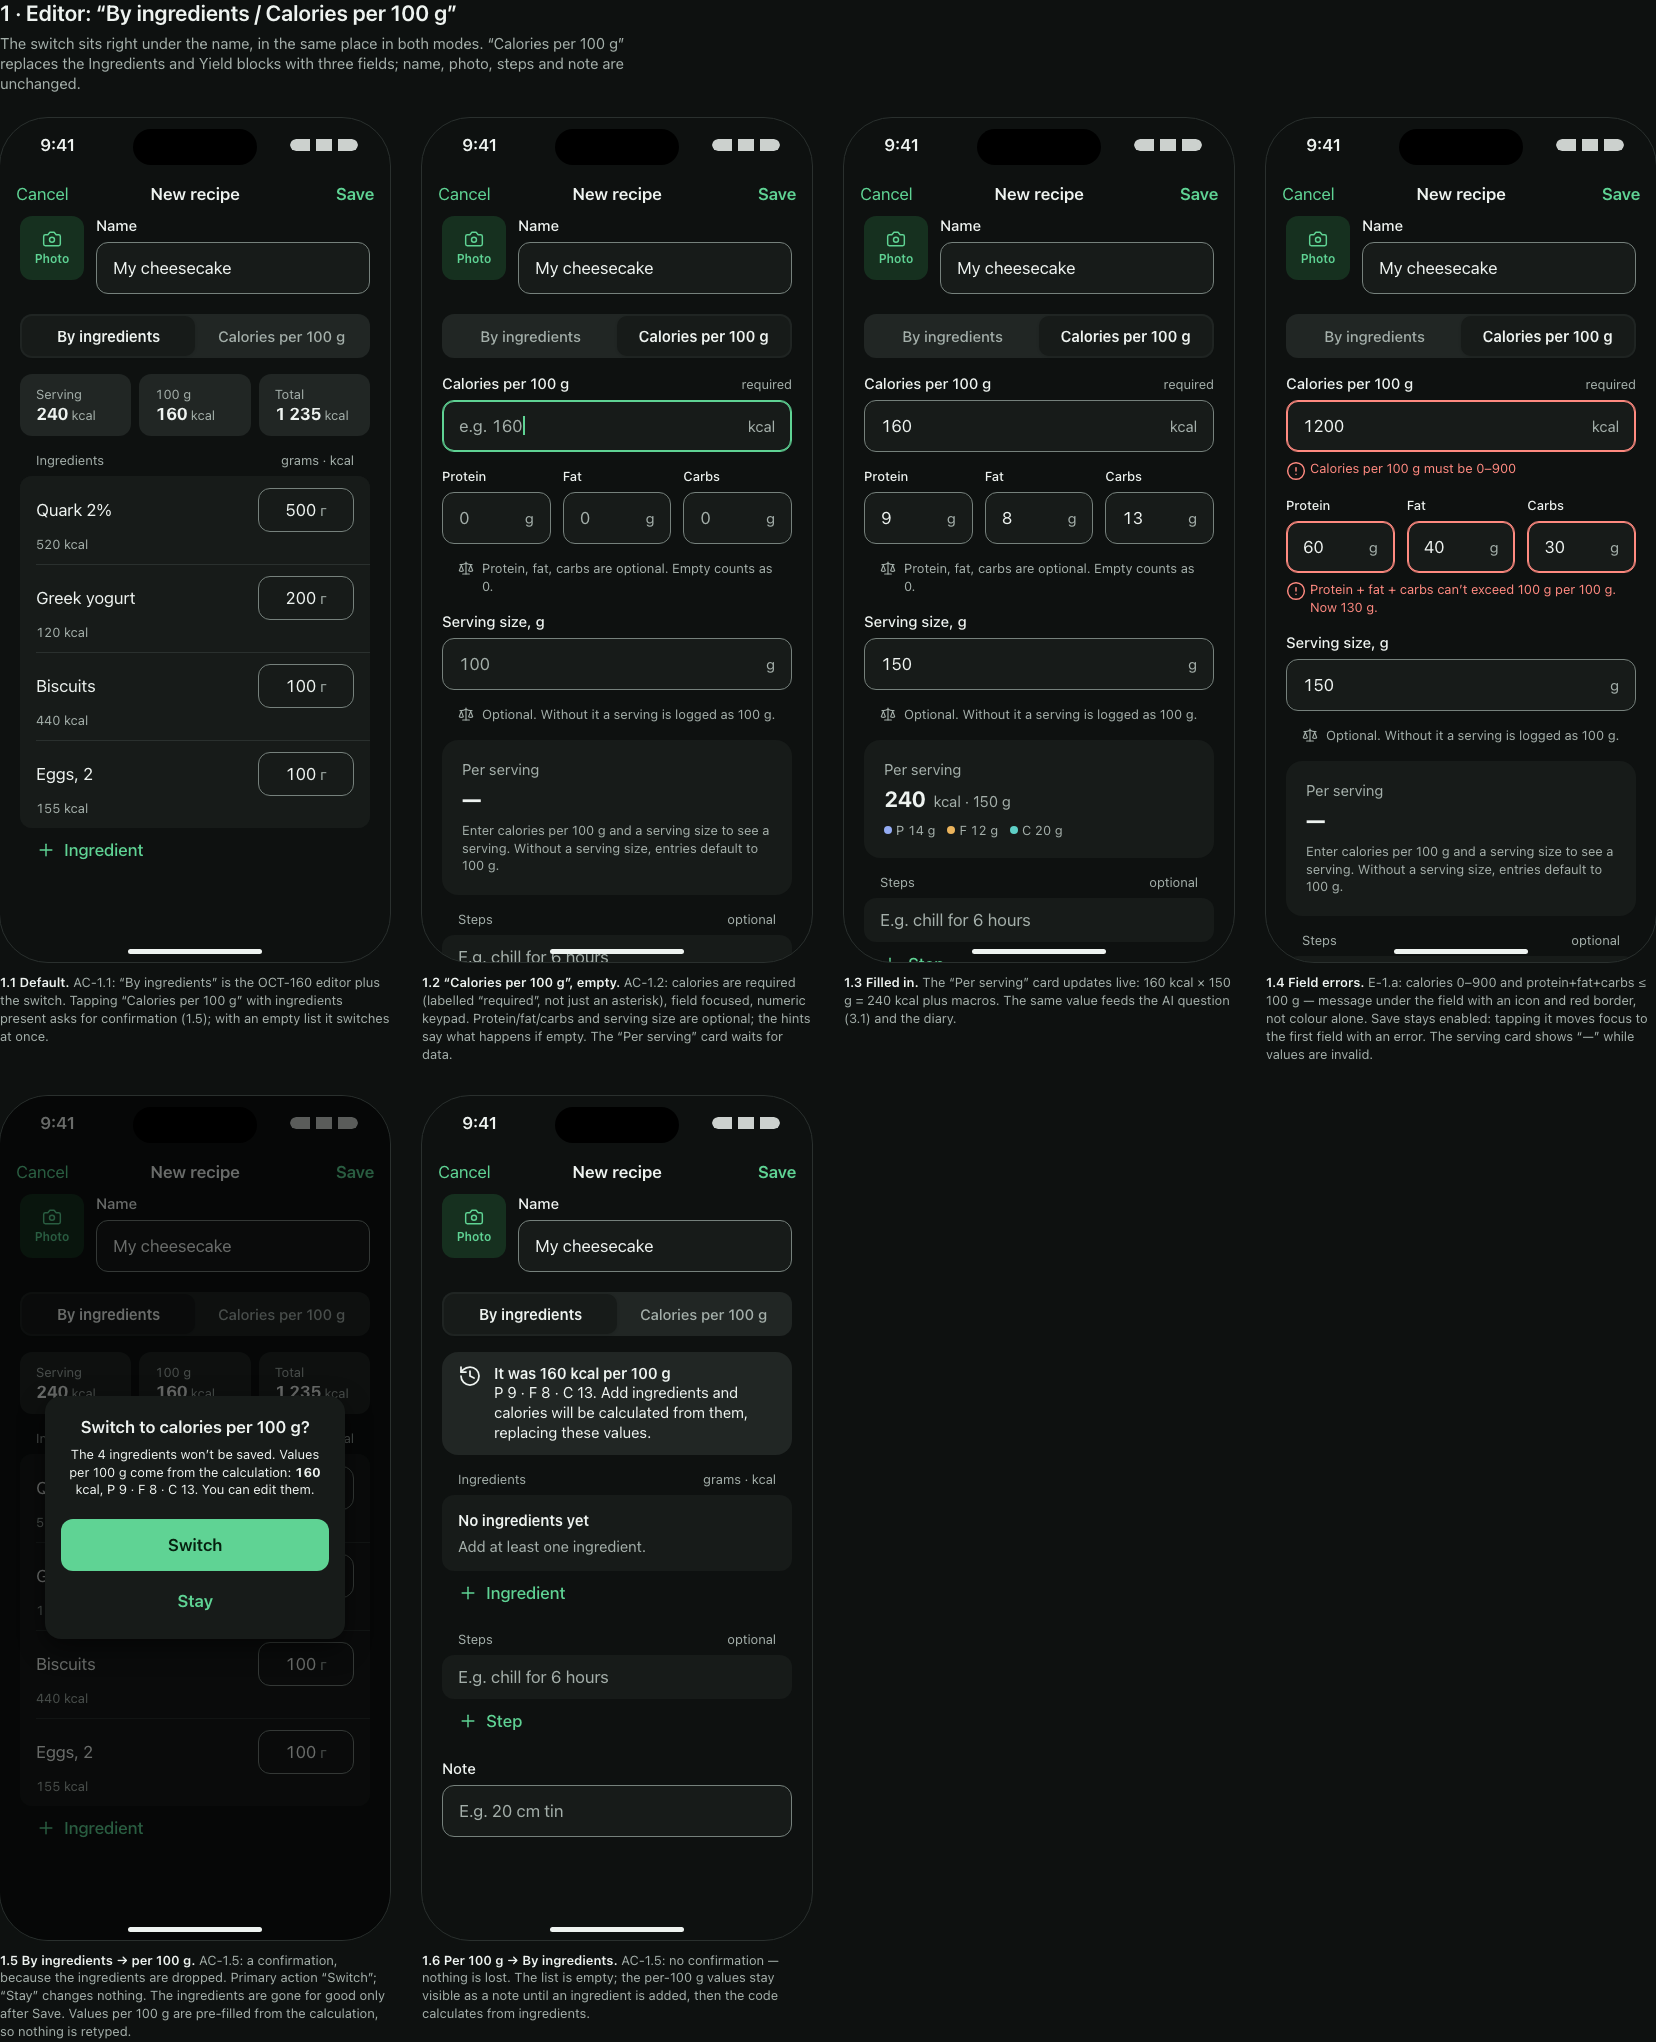 1 · Editor: “By ingredients / Calories per 100 g”
The switch sits right under the name, in the same place in both modes. “Calories per 100 g”
replaces the Ingredients and Yield blocks with three fields; name, photo, steps and note are
unchanged.
9:41
Cancel New recipe Save
Photo
Name
My cheesecake
By ingredients Calories per 100 g
Serving 100 g Total
240 kcal 160 kcal 1 235 kcal
Ingredients grams · kcal
Quark 2% 500 г
520 kcal
Greek yogurt 200 г
120 kcal
Biscuits 100 г
440 kcal
Eggs, 2 100 г
155 kcal
+ Ingredient
1.1 Default. AC-1.1: “By ingredients” is the OCT-160 editor plus
the switch. Tapping “Calories per 100 g” with ingredients
present asks for confirmation (1.5); with an empty list it switches
at once.
9:41
Cancel New recipe Save
Photo
Name
My cheesecake
By ingredients Calories per 100 g
Calories per 100 g required
e.g. 160 kcal
Protein Fat Carbs
0 g 0 g 0 g
Protein, fat, carbs are optional. Empty counts as
0.
Serving size, g
100 g
Optional. Without it a serving is logged as 100 g.
Per serving
—
Enter calories per 100 g and a serving size to see a
serving. Without a serving size, entries default to
100 g.
Steps optional
E.g. chill for 6 hours
1.2 “Calories per 100 g”, empty. AC-1.2: calories are required
(labelled “required”, not just an asterisk), field focused, numeric
keypad. Protein/fat/carbs and serving size are optional; the hints
say what happens if empty. The “Per serving” card waits for
data.
9:41
Cancel New recipe Save
Photo
Name
My cheesecake
By ingredients Calories per 100 g
Calories per 100 g required
160 kcal
Protein Fat Carbs
9 g 8 g 13 g
Protein, fat, carbs are optional. Empty counts as
0.
Serving size, g
150 g
Optional. Without it a serving is logged as 100 g.
Per serving
240 kcal · 150 g
P 14 g F 12 g C 20 g
Steps optional
E.g. chill for 6 hours
+ Step
1.3 Filled in. The “Per serving” card updates live: 160 kcal × 150
g = 240 kcal plus macros. The same value feeds the AI question
(3.1) and the diary.
9:41
Cancel New recipe Save
Photo
Name
My cheesecake
By ingredients Calories per 100 g
Calories per 100 g required
1200 kcal
Calories per 100 g must be 0–900
Protein Fat Carbs
60 g 40 g 30 g
Protein + fat + carbs can’t exceed 100 g per 100 g.
Now 130 g.
Serving size, g
150 g
Optional. Without it a serving is logged as 100 g.
Per serving
—
Enter calories per 100 g and a serving size to see a
serving. Without a serving size, entries default to
100 g.
Steps optional
1.4 Field errors. E-1.a: calories 0–900 and protein+fat+carbs ≤
100 g — message under the field with an icon and red border,
not colour alone. Save stays enabled: tapping it moves focus to
the first field with an error. The serving card shows “—” while
values are invalid.
9:41
Cancel New recipe Save
Photo
Name
My cheesecake
By ingredients Calories per 100 g
Serving 100 g Total
240 kcal 160 kcal 1 235 kcal
Switch to calories per 100 g?
The 4 ingredients won’t be saved. Values
per 100 g come from the calculation: 160
kcal, P 9 · F 8 · C 13. You can edit them.
Switch
Stay
Biscuits 100 г
440 kcal
Eggs, 2 100 г
155 kcal
+ Ingredient
1.5 By ingredients → per 100 g. AC-1.5: a confirmation,
because the ingredients are dropped. Primary action “Switch”;
“Stay” changes nothing. The ingredients are gone for good only
after Save. Values per 100 g are pre-filled from the calculation,
so nothing is retyped.
9:41
Cancel New recipe Save
Photo
Name
My cheesecake
By ingredients Calories per 100 g
It was 160 kcal per 100 g
P 9 · F 8 · C 13. Add ingredients and
calories will be calculated from them,
replacing these values.
Ingredients grams · kcal
No ingredients yet
Add at least one ingredient.
+ Ingredient
Steps optional
E.g. chill for 6 hours
+ Step
Note
E.g. 20 cm tin
1.6 Per 100 g → By ingredients. AC-1.5: no confirmation —
nothing is lost. The list is empty; the per-100 g values stay
visible as a note until an ingredient is added, then the code
calculates from ingredients.